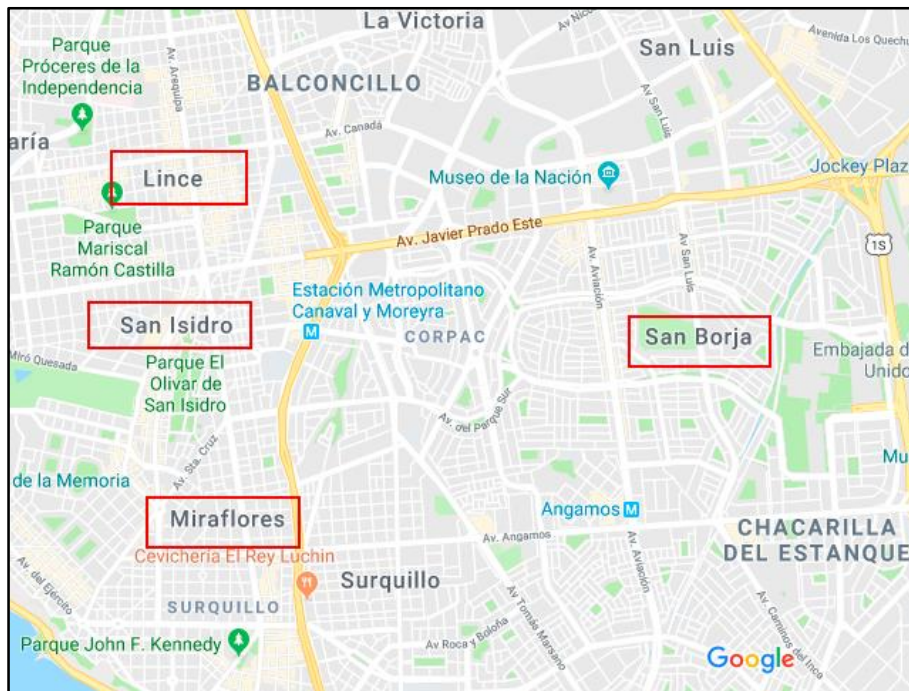 La Victoria
Parque
Próceres de la
Independencia
Av. Arequipa
San Luis
Avenida Los Quechu
BALCONCILLO
Av. Canadá
Av San Luis
aría
Lince
Museo de la Nación
Jockey Plaz
Parque
Mariscal
Ramón Castilla
Av. Javier Prado Este
1S
Av. Aviación
Av San Luis
Estación Metropolitano
Canaval y Moreyra
M
CORPAC
San Isidro
San Borja
Embajada d
Unido
Miró Quesada
Parque El
Olivar de
San Isidro
Av. del Parque Sur
Av. Sta. Cruz
Mu
de la Memoria
Miraflores
Angamos M
Av. Angamos
CHACARILLA
DEL ESTANQUE
Cevichería El Rey Luchin
Surquillo
Av. Aviación
Av. del Ejército
SURQUILLO
Av Tomás Marsano
Av. Caminos del Inca
Parque John F. Kennedy
Av Roca y Boloña
Google